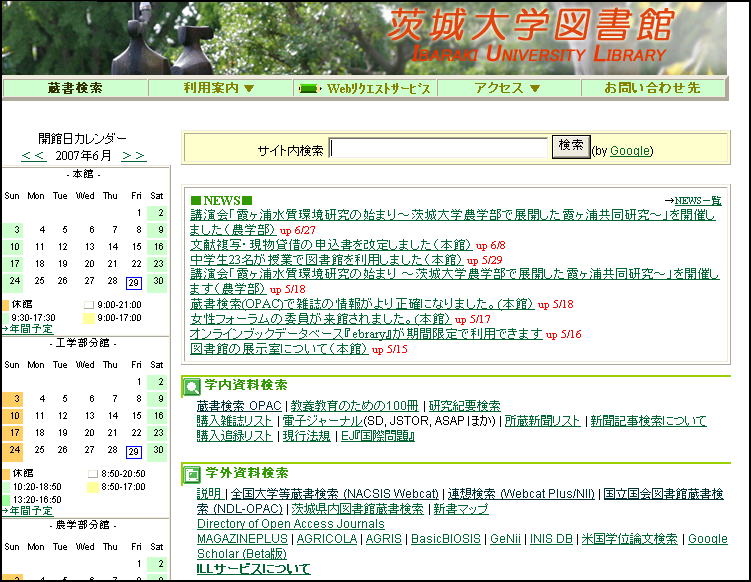 茨城大学図書館
IBARAKI UNIVERSITY LIBRARY
蔵書検索 利用案内▼ Webリクエストサービス アクセス▼ お問い合わせ先
開館日カレンダー
<< 2007年6月 >>
- 本館 -
Sun Mon Tue Wed Thu Fri Sat
1 2
3 4 5 6 7 8 9
10 11 12 13 14 15 16
17 18 19 20 21 22 23
24 25 26 27 28 29 30
休館 9:00-21:00
9:30-17:30 9:00-17:00
→年間予定
- 工学部分館 -
Sun Mon Tue Wed Thu Fri Sat
1 2
3 4 5 6 7 8 9
10 11 12 13 14 15 16
17 18 19 20 21 22 23
24 25 26 27 28 29 30
休館 8:50-20:50
10:20-18:50 8:50-17:00
13:20-16:50
→年間予定
- 農学部分館 -
Sun Mon Tue Wed Thu Fri Sat
1 2
3 4 5 6 7 8 9
サイト内検索 検索 (by Google)
■NEWS■ →NEWS一覧
講演会「霞ヶ浦水質環境研究の始まり～茨城大学農学部で展開した霞ヶ浦共同研究～」を開催し
ました(農学部) up 6/27
文献複写・現物貸借の申込書を改定しました(本館) up 6/8
中学生23名が授業で図書館を利用しました(本館) up 5/29
講演会「霞ヶ浦水質環境研究の始まり ～茨城大学農学部で展開した霞ヶ浦共同研究～」を開催し
ます(農学部) up 5/18
蔵書検索(OPAC)で雑誌の情報がより正確になりました。(本館) up 5/18
女性フォーラムの委員が来館されました。(本館) up 5/17
オンラインブックデータベース『ebrary』が期間限定で利用できます up 5/16
図書館の展示室について(本館) up 5/15
学内資料検索
蔵書検索 OPAC | 教養教育のための100冊 | 研究紀要検索
購入雑誌リスト | 電子ジャーナル(SD, JSTOR, ASAP ほか) | 所蔵新聞リスト | 新聞記事検索について
購入追録リスト | 現行法規 | EJ『国際問題』
学外資料検索
説明 | 全国大学等蔵書検索 (NACSIS Webcat) | 連想検索 (Webcat Plus/NII) | 国立国会図書館蔵書検
索 (NDL-OPAC) | 茨城県内図書館蔵書検索 | 新書マップ
Directory of Open Access Journals
MAGAZINEPLUS | AGRICOLA | AGRIS | BasicBIOSIS | GeNii | INIS DB | 米国学位論文検索 | Google
Scholar (Beta版)
ILLサービスについて